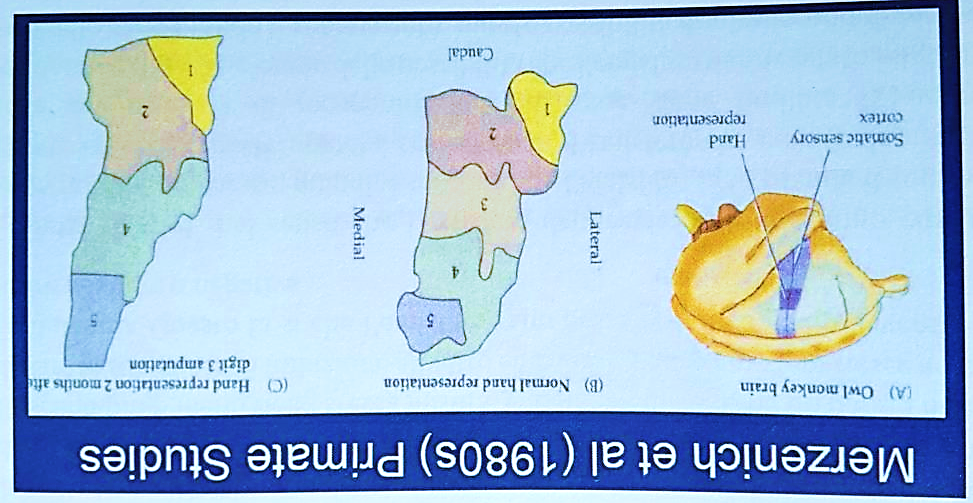 Merzenich et al (1980s) Primate Studies
(A) Owl monkey brain
Somatic sensory
cortex
Hand
representation
(B) Normal hand representation
Lateral
Medial
Caudal
5
4
3
2
1
(C) Hand representation 2 months afte
digit 3 amputation
5
4
2
1